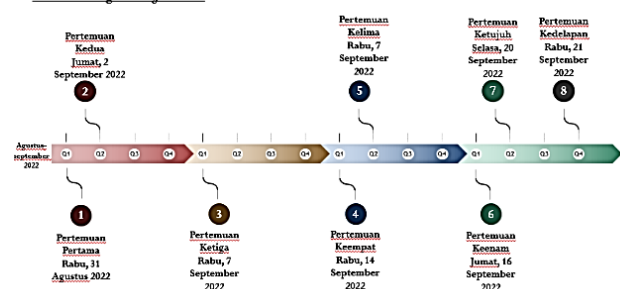 Pertemuan
Kedua
Jumat, 2
September 2022
2
Pertemuan
Kelima
Rabu, 7
September
2022
5
Pertemuan
Ketujuh
Selasa, 20
September
2022
7
Pertemuan
Kedelapan
Rabu, 21
September
2022
8
Agustus-
september
2022
Q1 Q2 Q3 Q4 Q1 Q2 Q3 Q4 Q1 Q2 Q3 Q4 Q1 Q2 Q3 Q4
1
Pertemuan
Pertama
Rabu, 31
Agustus 2022
3
Pertemuan
Ketiga
Rabu, 7
September
2022
4
Pertemuan
Keempat
Rabu, 14
September
2022
6
Pertemuan
Keenam
Jumat, 16
September
2022